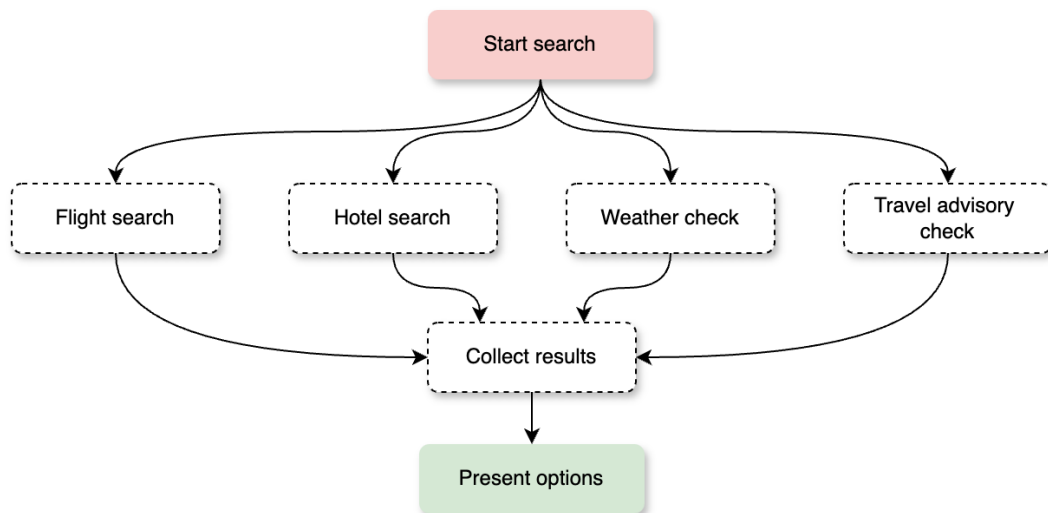 Start search
Flight search
Hotel search
Weather check
Travel advisory
check
Collect results
Present options